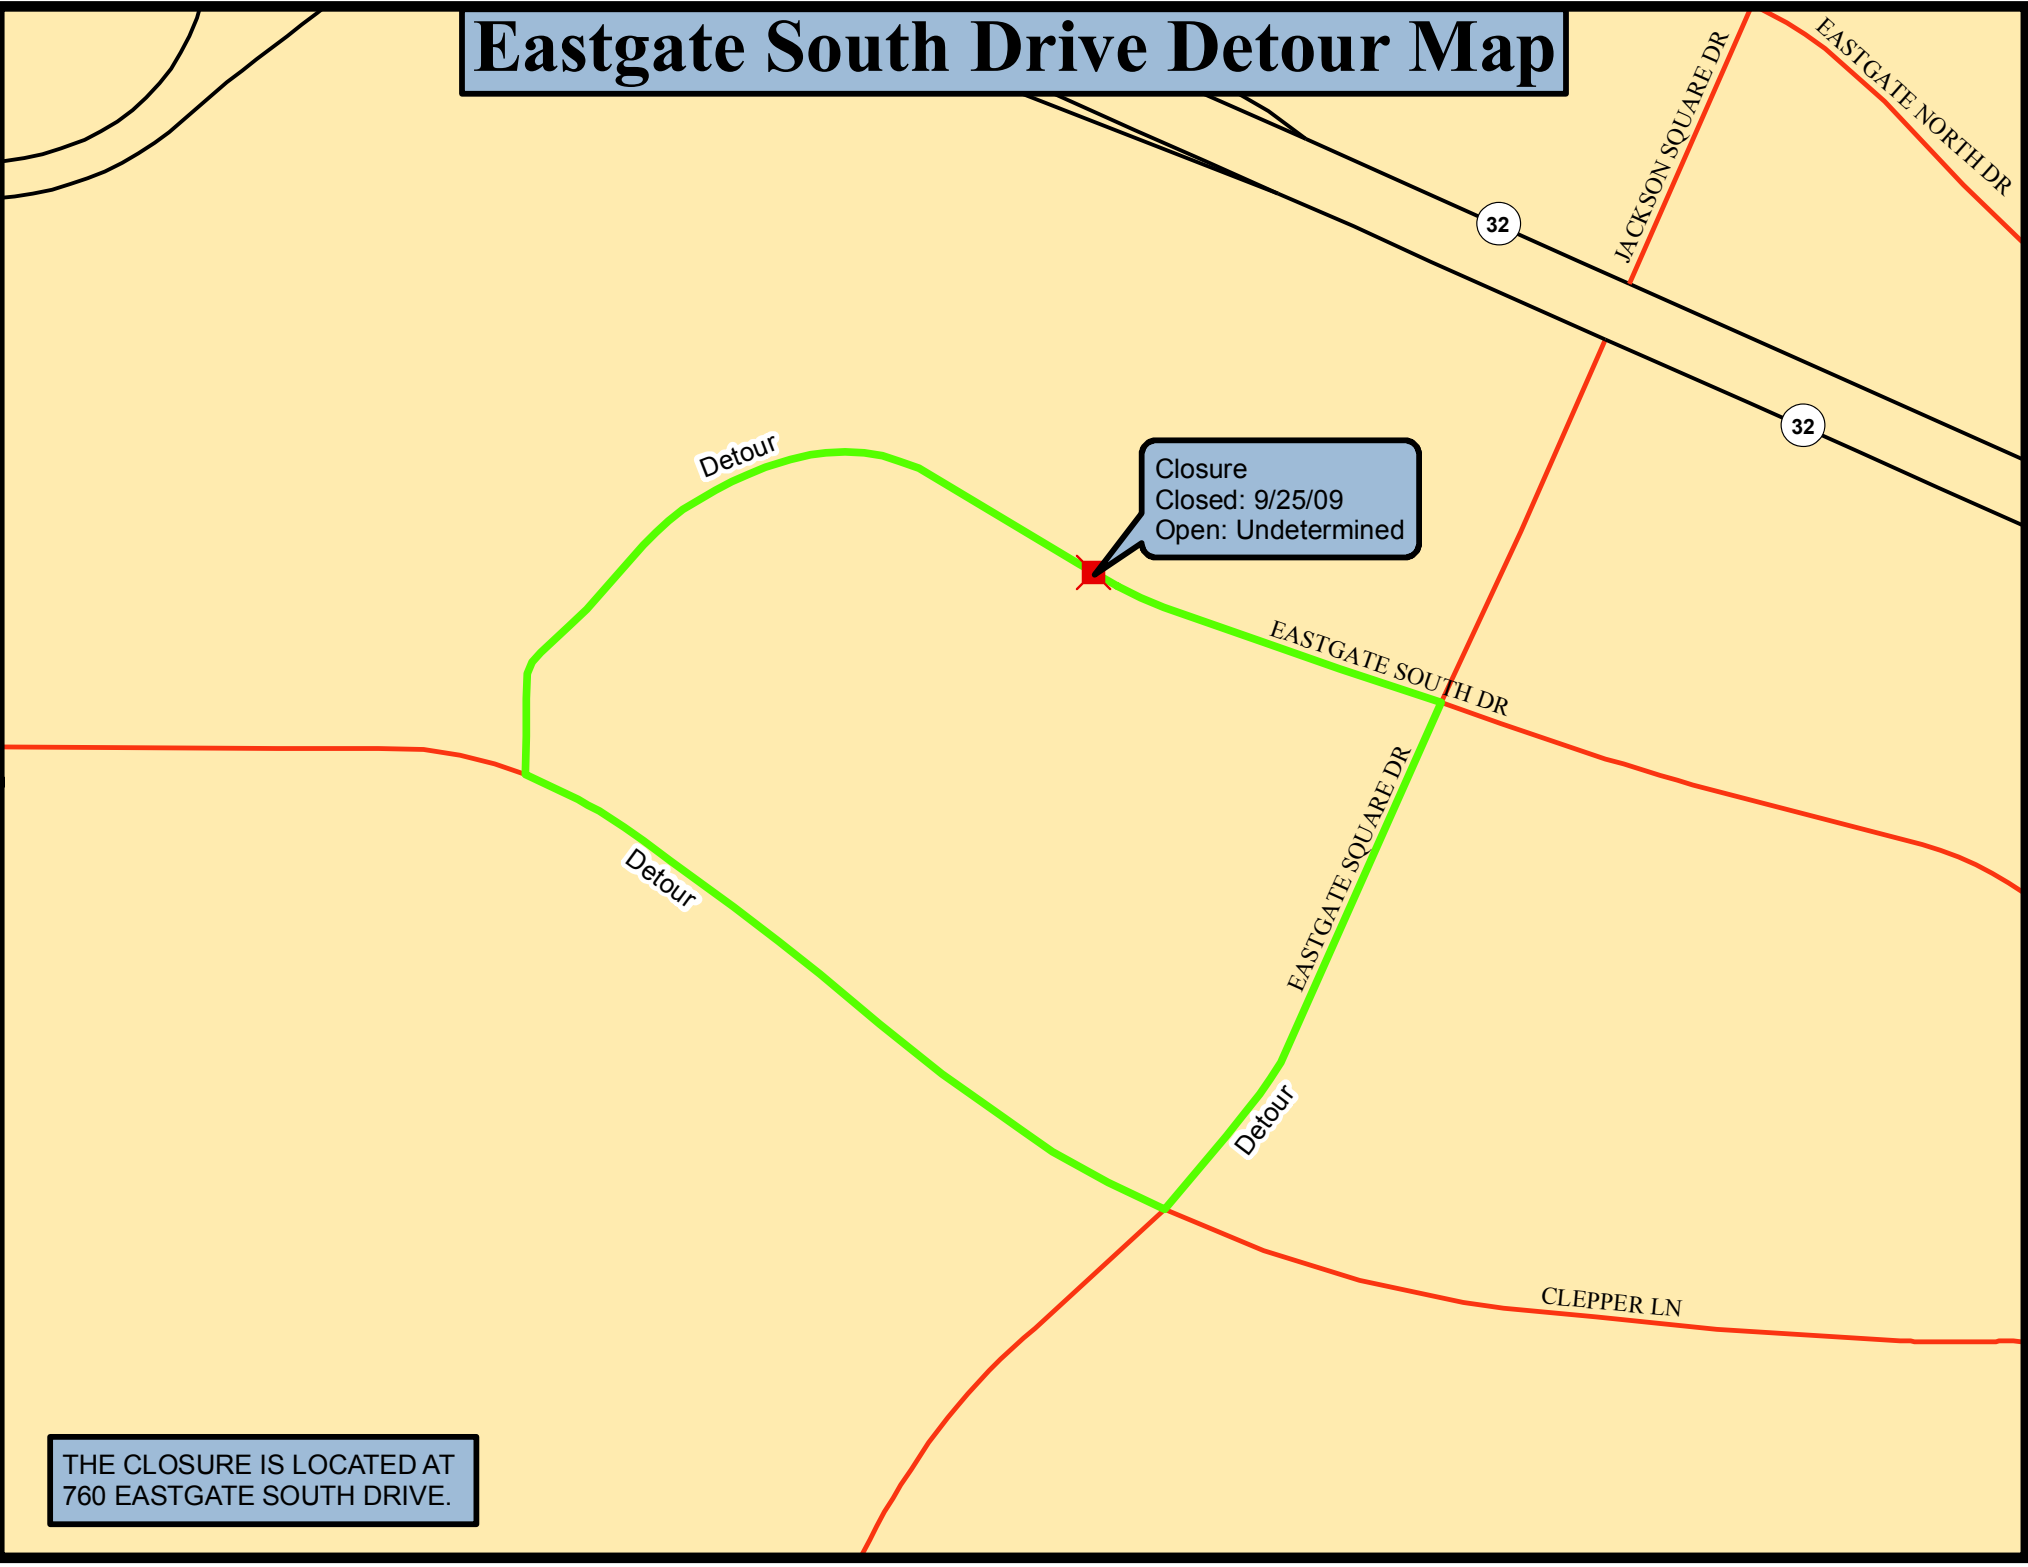 Eastgate South Drive Detour Map
EASTGATE NORTH DR
JACKSON SQUARE DR
32
32
Detour
Closure
Closed: 9/25/09
Open: Undetermined
EASTGATE SOUTH DR
EASTGATE SQUARE DR
Detour
Detour
CLEPPER LN
THE CLOSURE IS LOCATED AT
760 EASTGATE SOUTH DRIVE.